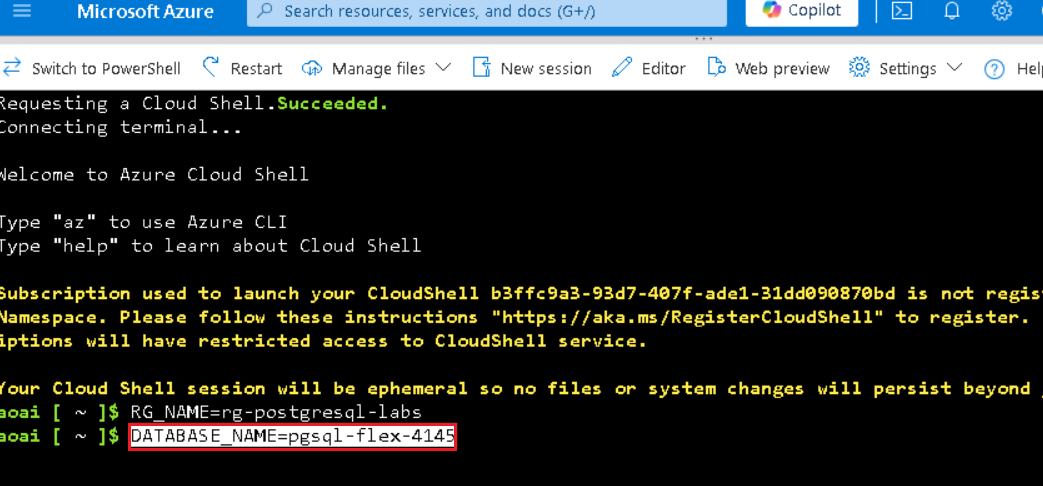 Microsoft Azure
Search resources, services, and docs (G+/)
Copilot
Switch to PowerShell
Restart
Manage files
New session
Editor
Web preview
Settings
Help
Requesting a Cloud Shell.Succeeded.
Connecting terminal...
Welcome to Azure Cloud Shell
Type "az" to use Azure CLI
Type "help" to learn about Cloud Shell
Subscription used to launch your CloudShell b3ffc9a3-93d7-407f-ade1-31dd090870bd is not regis
Namespace. Please follow these instructions "https://aka.ms/RegisterCloudShell" to register.
iptions will have restricted access to CloudShell service.
Your Cloud Shell session will be ephemeral so no files or system changes will persist beyond
aoai [ ~ ]$ RG_NAME=rg-postgresql-labs
aoai [ ~ ]$ DATABASE_NAME=pgsql-flex-4145